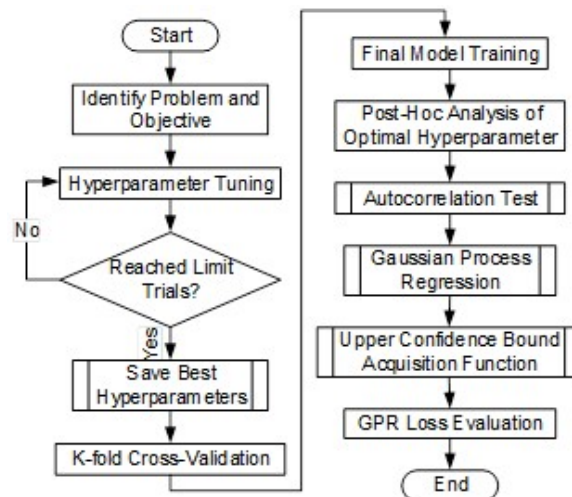 Start
Identify Problem and
Objective
Hyperparameter Tuning
No
Reached Limit
Trials?
Yes
Save Best
Hyperparameters
K-fold Cross-Validation
Final Model Training
Post-Hoc Analysis of
Optimal Hyperparameter
Autocorrelation Test
Gaussian Process
Regression
Upper Confidence Bound
Acquisition Function
GPR Loss Evaluation
End